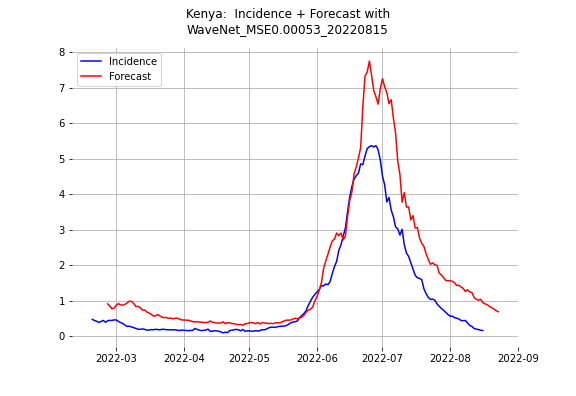 Kenya:  Incidence + Forecast with
WaveNet_MSE0.00053_20220815
Incidence
Forecast
8
7
6
5
4
3
2
1
0
2022-03 2022-04 2022-05 2022-06 2022-07 2022-08 2022-09